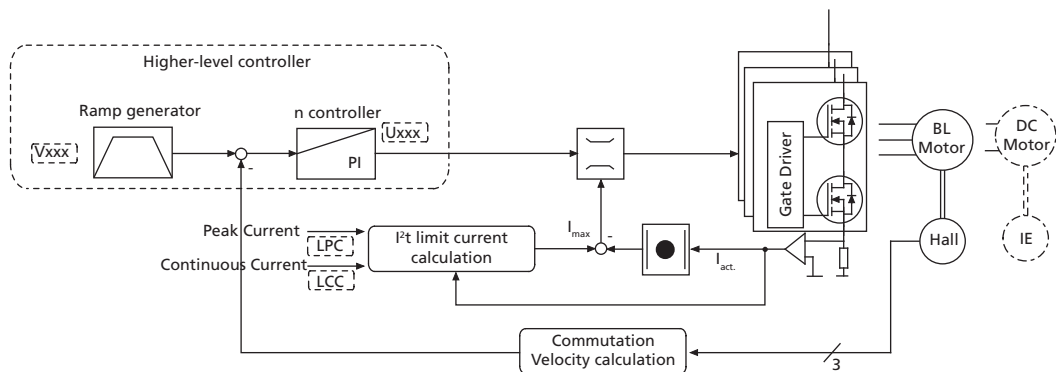 Higher-level controller
Ramp generator
n controller
Vxxx
Uxxx
PI
Gate Driver
BL
Motor
DC
Motor
Peak Current
LPC
Continuous Current
LCC
I²t limit current
calculation
Imax
-
-
Iact.
Hall
IE
Commutation
Velocity calculation
3